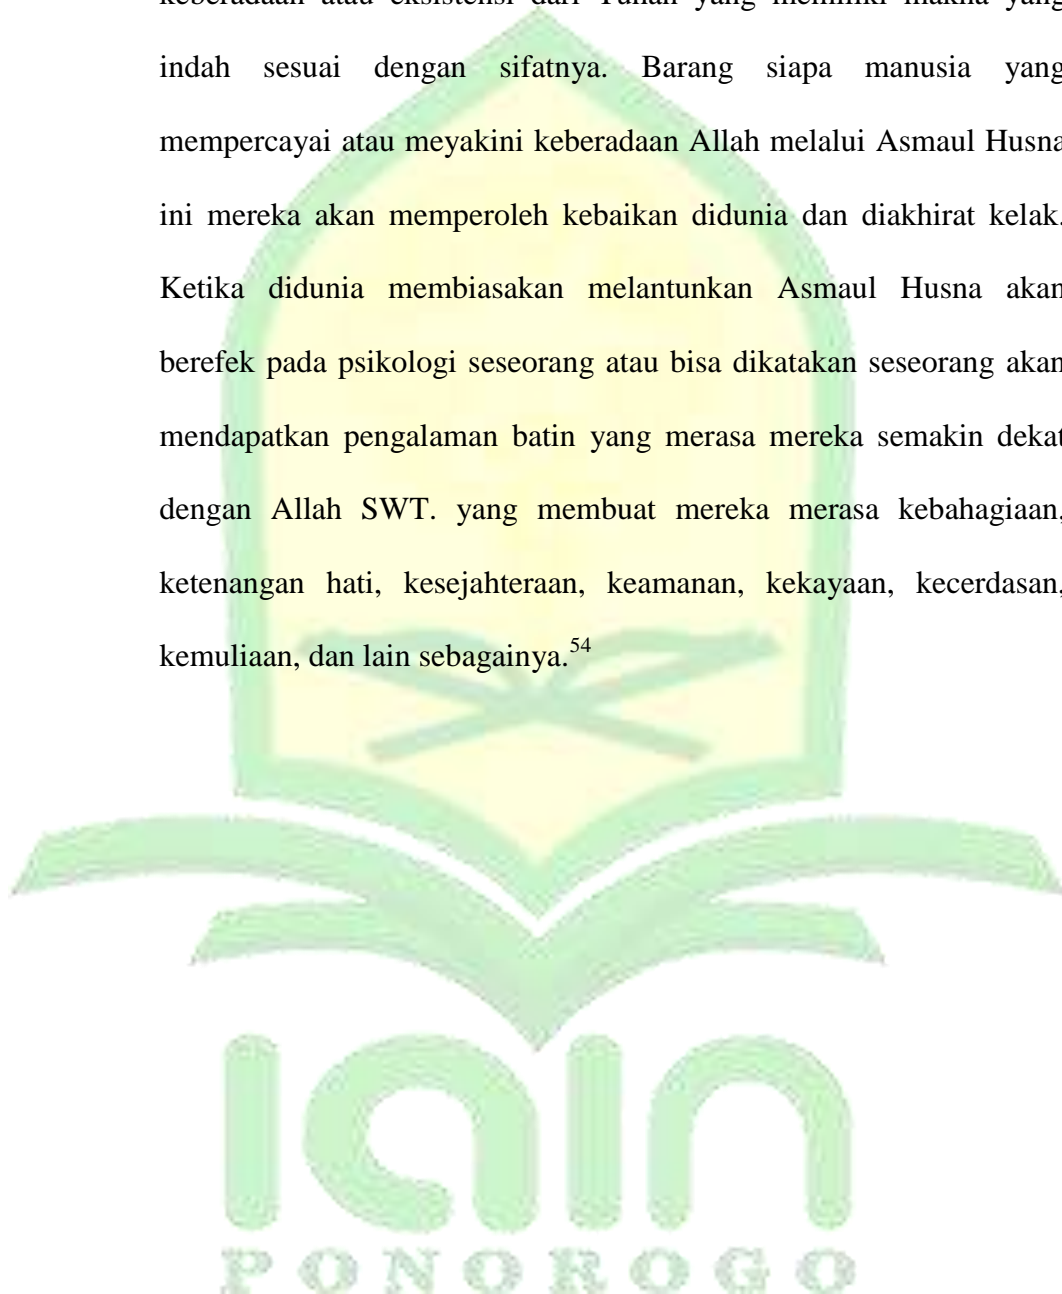 keberadaan atau eksistensi dari Tuhan yang memiliki makna yang
indah sesuai dengan sifatnya. Barang siapa manusia yang
mempercayai atau meyakini keberadaan Allah melalui Asmaul Husna
ini mereka akan memperoleh kebaikan didunia dan diakhirat kelak.
Ketika didunia membiasakan melantunkan Asmaul Husna akan
berefek pada psikologi seseorang atau bisa dikatakan seseorang akan
mendapatkan pengalaman batin yang merasa mereka semakin dekat
dengan Allah SWT. yang membuat mereka merasa kebahagiaan,
ketenangan hati, kesejahteraan, keamanan, kekayaan, kecerdasan,
kemuliaan, dan lain sebagainya.54
iain
PONOROGO